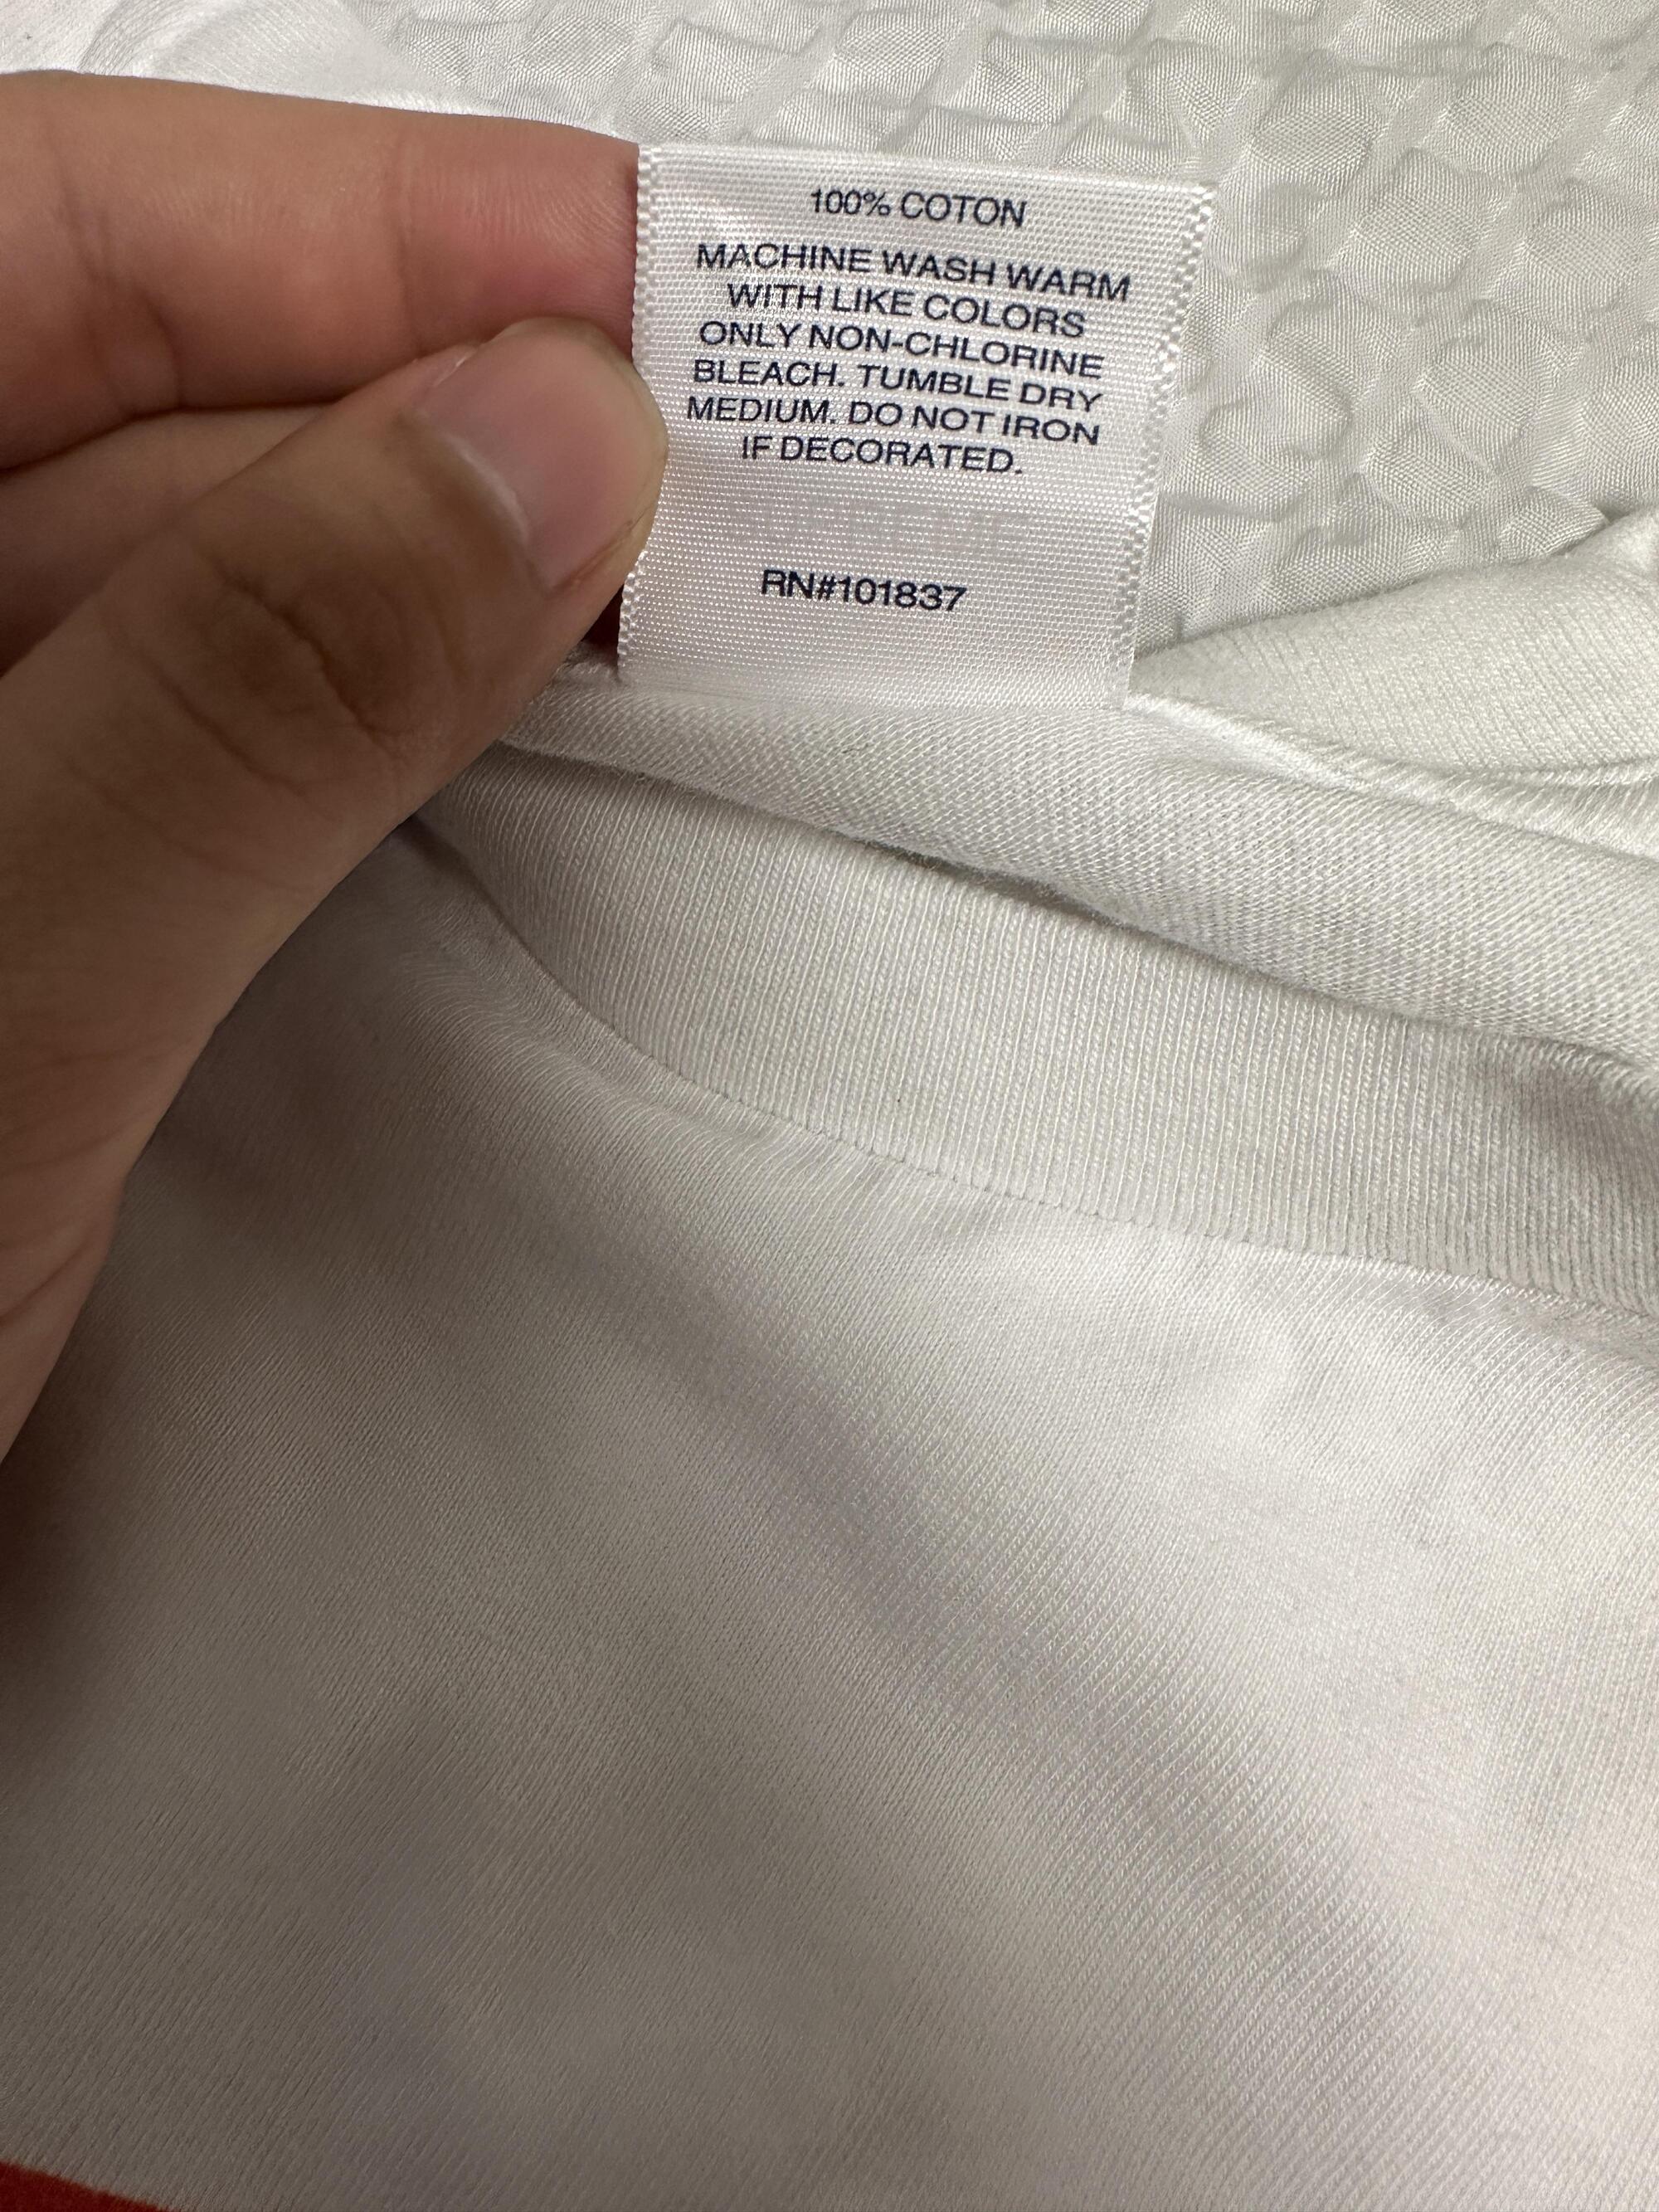 100% COTON
MACHINE WASH WARM
WITH LIKE COLORS
ONLY NON-CHLORINE
BLEACH. TUMBLE DRY
MEDIUM. DO NOT IRON
IF DECORATED.
RN#101837